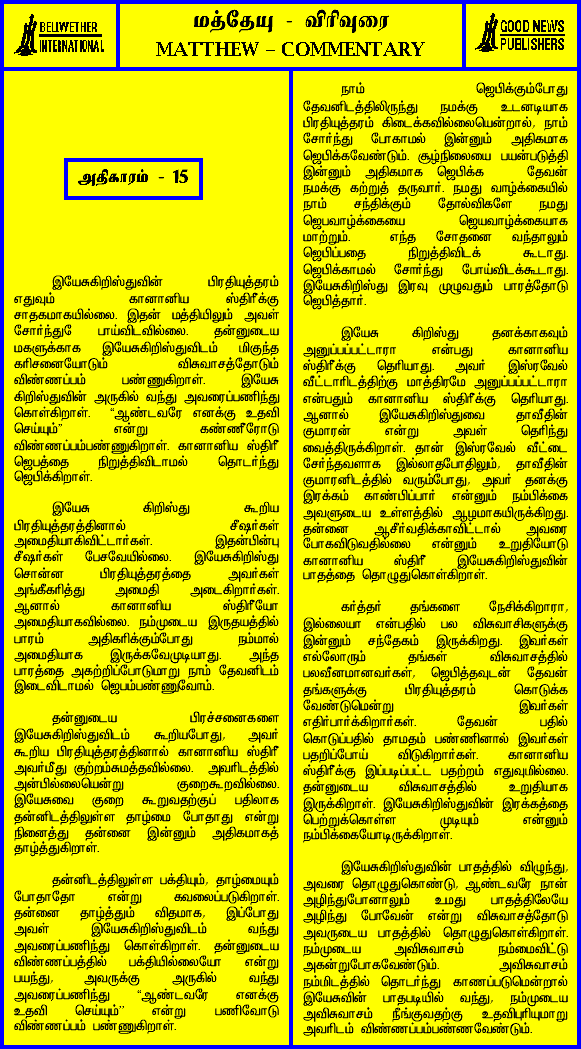 BELIWETHER
INTERNATIONAL
மத்தேயு - விரிவுரை
MATTHEW – COMMENTARY
GOOD NEWS
PUBLISHERS
அதிகாரம் - 15
இயேசுகிறிஸ்துவின் பிரதியுத்தரம்
எதுவும் கானானிய ஸ்திரீக்கு
சாதகமாகயில்லை. இதன் மத்தியிலும் அவள்
சோர்ந்துே பாய்விடவில்லை. தன்னுடைய
மகளுக்காக இயேசுகிறிஸ்துவிடம் மிகுந்த
கரிசனையோடும் விசுவாசத்தோடும்
விண்ணப்பம் பண்ணுகிறாள். இயேசு
கிறிஸ்துவின் அருகில் வந்து அவரைப்பணிந்து
கொள்கிறாள். “ஆண்டவரே எனக்கு உதவி
செய்யும்” என்று கண்ணீரோடு
விண்ணப்பம்பண்ணுகிறாள். கானானிய ஸ்திரீ
ஜெபத்தை நிறுத்திவிடாமல் தொடர்ந்து
ஜெபிக்கிறாள்.
இயேசு கிறிஸ்து கூறிய
பிரதியுத்தரத்தினால் சீஷர்கள்
அமைதியாகிவிட்டார்கள். இதன்பின்பு
சீஷர்கள் பேசவேயில்லை. இயேசுகிறிஸ்து
சொன்ன பிரதியுத்தரத்தை அவர்கள்
அங்கீகரித்து அமைதி அடைகிறார்கள்.
ஆனால் கானானிய ஸ்திரீயோ
அமைதியாகவில்லை. நம்முடைய இருதயத்தில்
பாரம் அதிகரிக்கும்போது நம்மால்
அமைதியாக இருக்கவேமுடியாது. அந்த
பாரத்தை அகற்றிப்போடுமாறு நாம் தேவனிடம்
இடைவிடாமல் ஜெபம்பண்ணுவோம்.
தன்னுடைய பிரச்சனைகளை
இயேசுகிறிஸ்துவிடம் கூறியபோது, அவர்
கூறிய பிரதியுத்தரத்தினால் கானானிய ஸ்திரீ
அவர்மீது குற்றம்சுமத்தவில்லை. அவரிடத்தில்
அன்பில்லையென்று குறைகூறவில்லை.
இயேசுவை குறை கூறுவதற்குப் பதிலாக
தன்னிடத்திலுள்ள தாழ்மை போதாது என்று
நினைத்து தன்னை இன்னும் அதிகமாகத்
தாழ்த்துகிறாள்.
தன்னிடத்திலுள்ள பக்தியும், தாழ்மையும்
போதாதோ என்று கவலைப்படுகிறாள்.
தன்னை தாழ்த்தும் விதமாக, இப்போது
அவள் இயேசுகிறிஸ்துவிடம் வந்து
அவரைப்பணிந்து கொள்கிறாள். தன்னுடைய
விண்ணப்பத்தில் பக்தியில்லையோ என்று
பயந்து, அவருக்கு அருகில் வந்து
அவரைப்பணிந்து “ஆண்டவரே எனக்கு
உதவி செய்யும்’’ என்று பணிவோடு
விண்ணப்பம் பண்ணுகிறாள்.
நாம் ஜெபிக்கும்போது
தேவனிடத்திலிருந்து நமக்கு உடனடியாக
பிரதியுத்தரம் கிடைக்கவில்லையென்றால், நாம்
சோர்ந்து போகாமல் இன்னும் அதிகமாக
ஜெபிக்கவேண்டும். சூழ்நிலையை பயன்படுத்தி
இன்னும் அதிகமாக ஜெபிக்க தேவன்
நமக்கு கற்றுத் தருவார். நமது வாழ்க்கையில்
நாம் சந்திக்கும் தோல்விகளே நமது
ஜெபவாழ்க்கையை ஜெயவாழ்க்கையாக
மாற்றும். எந்த சோதனை வந்தாலும்
ஜெபிப்பதை நிறுத்திவிடக் கூடாது.
ஜெபிக்காமல் சோர்ந்து போய்விடக்கூடாது.
இயேசுகிறிஸ்து இரவு முழுவதும் பாரத்தோடு
ஜெபித்தார்.
இயேசு கிறிஸ்து தனக்காகவும்
அனுப்பப்பட்டாரா என்பது கானானிய
ஸ்திரீக்கு தெரியாது. அவர் இஸ்ரவேல்
வீட்டாரிடத்திற்கு மாத்திரமே அனுப்பப்பட்டாரா
என்பதும் கானானிய ஸ்திரீக்கு தெரியாது.
ஆனால் இயேசுகிறிஸ்துவை தாவீதின்
குமாரன் என்று அவள் தெரிந்து
வைத்திருக்கிறாள். தான் இஸ்ரவேல் வீட்டை
சேர்ந்தவளாக இல்லாதபோதிலும், தாவீதின்
குமாரனிடத்தில் வரும்போது, அவர் தனக்கு
இரக்கம் காண்பிப்பார் என்னும் நம்பிக்கை
அவளுடைய உள்ளத்தில் ஆழமாகயிருக்கிறது.
தன்னை ஆசீர்வதிக்காவிட்டால் அவரை
போகவிடுவதில்லை என்னும் உறுதியோடு
கானானிய ஸ்திரீ இயேசுகிறிஸ்துவின்
பாதத்தை தொழுதுகொள்கிறாள்.
கர்த்தர் தங்களை நேசிக்கிறாரா,
இல்லையா என்பதில் பல விசுவாசிகளுக்கு
இன்னும் சந்தேகம் இருக்கிறது. இவர்கள்
எல்லோரும் தங்கள் விசுவாசத்தில்
பலவீனமானவர்கள், ஜெபித்தவுடன் தேவன்
தங்களுக்கு பிரதியுத்தரம் கொடுக்க
வேண்டுமென்று இவர்கள்
எதிர்பார்க்கிறார்கள். தேவன் பதில்
கொடுப்பதில் தாமதம் பண்ணினால் இவர்கள்
பதறிப்போய் விடுகிறார்கள். கானானிய
ஸ்திரீக்கு இப்படிப்பட்ட பதற்றம் எதுவுமில்லை.
தன்னுடைய விசுவாசத்தில் உறுதியாக
இருக்கிறாள். இயேசுகிறிஸ்துவின் இரக்கத்தை
பெற்றுக்கொள்ள முடியும் என்னும்
நம்பிக்கையோடிருக்கிறாள்.
இயேசுகிறிஸ்துவின் பாதத்தில் விழுந்து,
அவரை தொழுதுகொண்டு, ஆண்டவரே நான்
அழிந்துபோனாலும் உமது பாதத்திலேயே
அழிந்து போவேன் என்று விசுவாசத்தோடு
அவருடைய பாதத்தில் தொழுதுகொள்கிறாள்.
நம்முடைய அவிசுவாசம் நம்மைவிட்டு
அகன்றுபோகவேண்டும். அவிசுவாசம்
நம்மிடத்தில் தொடர்ந்து காணப்படுமென்றால்
இயேசுவின் பாதபடியில் வந்து, நம்முடைய
அவிசுவாசம் நீங்குவதற்கு உதவிபுரியுமாறு
அவரிடம் விண்ணப்பம்பண்ணவேண்டும்.